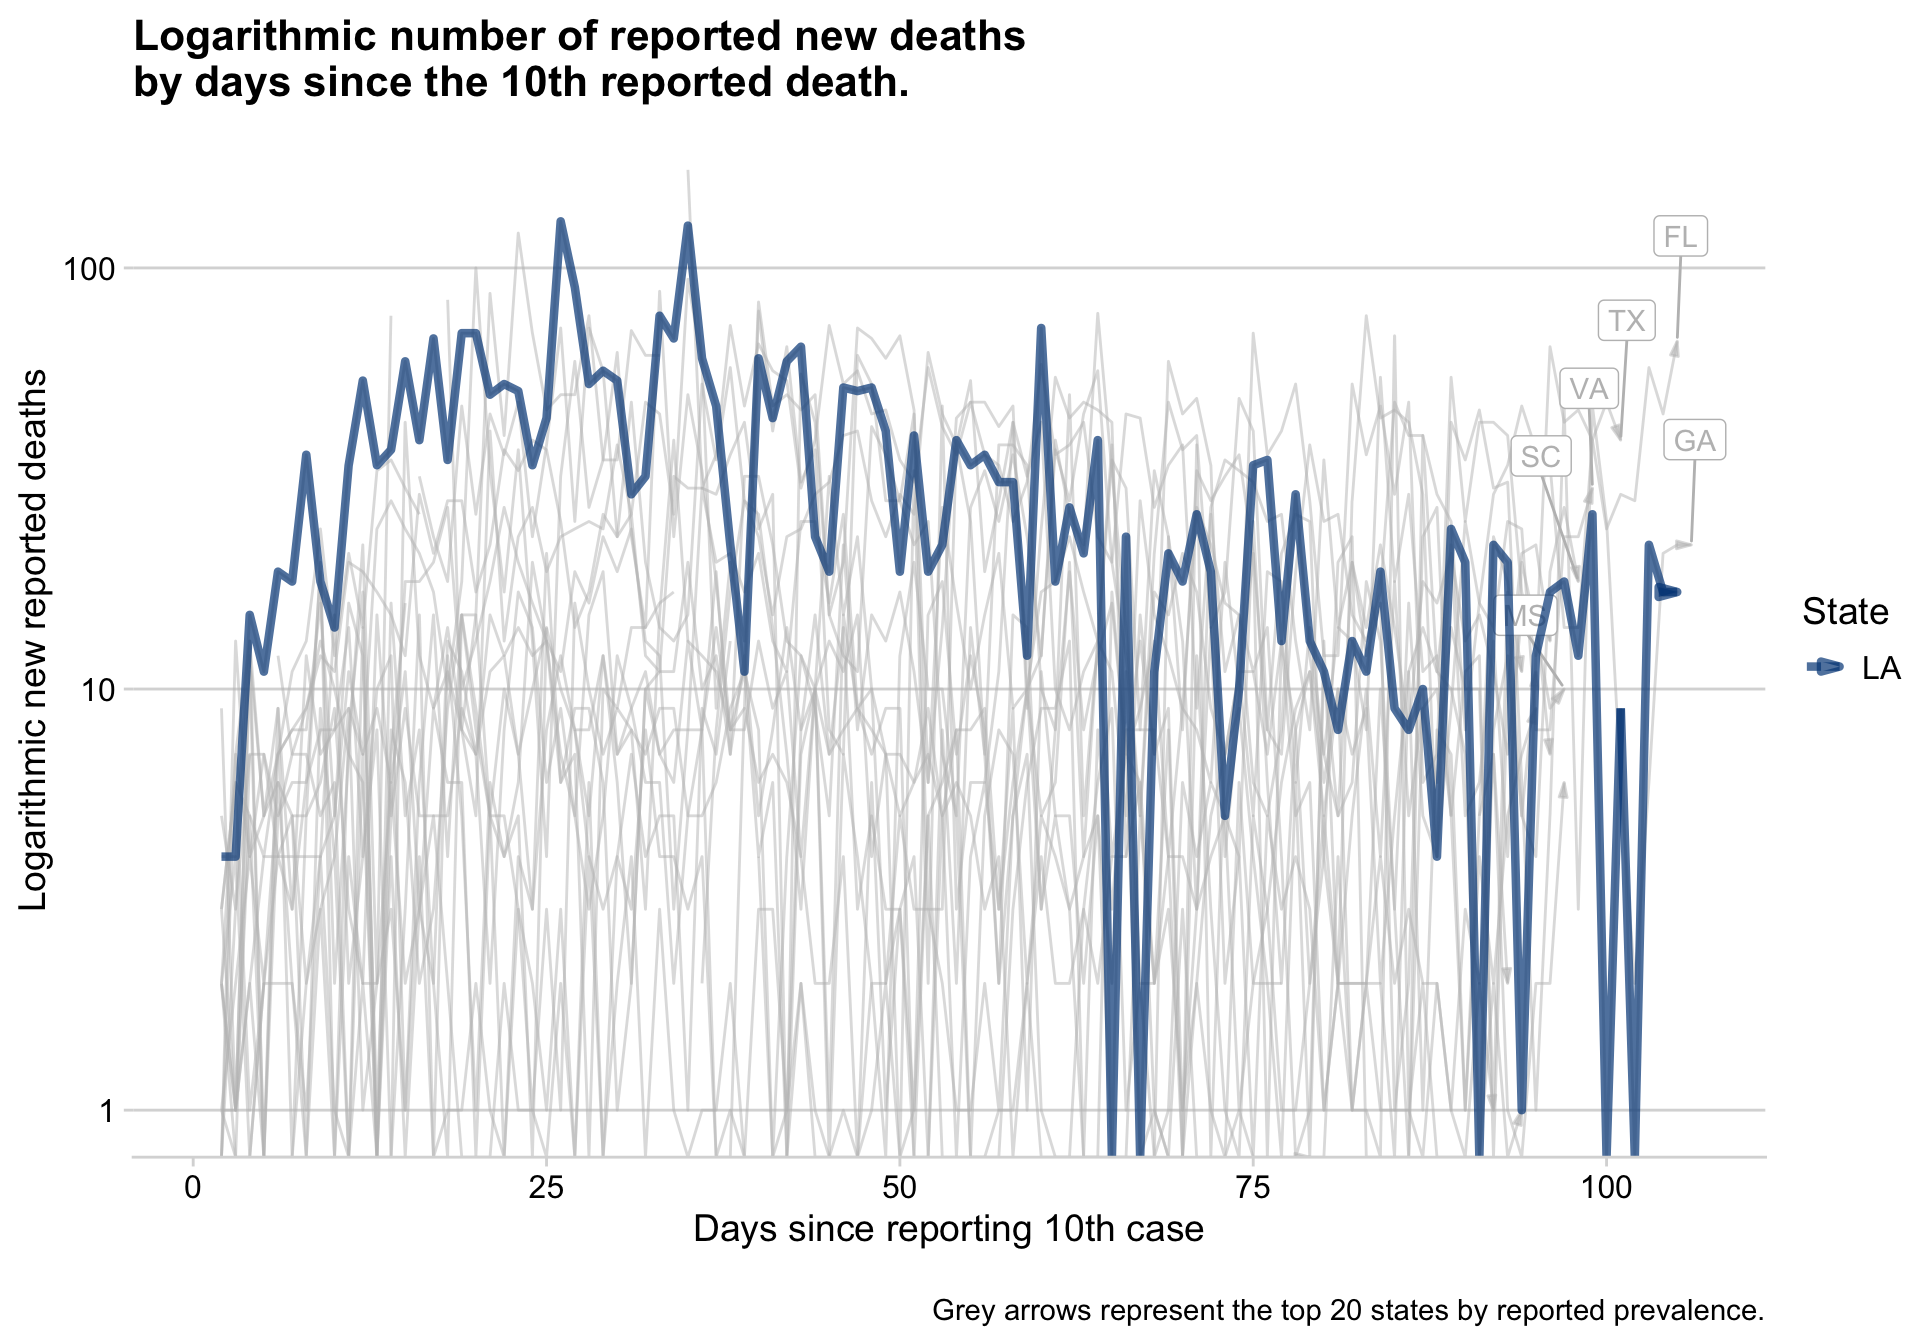 Logarithmic number of reported new deaths
by days since the 10th reported death.
Logarithmic new reported deaths
100
10
1
FL
TX
VA
GA
SC
MS
State
LA
0
25
50
75
100
Days since reporting 10th case
Grey arrows represent the top 20 states by reported prevalence.